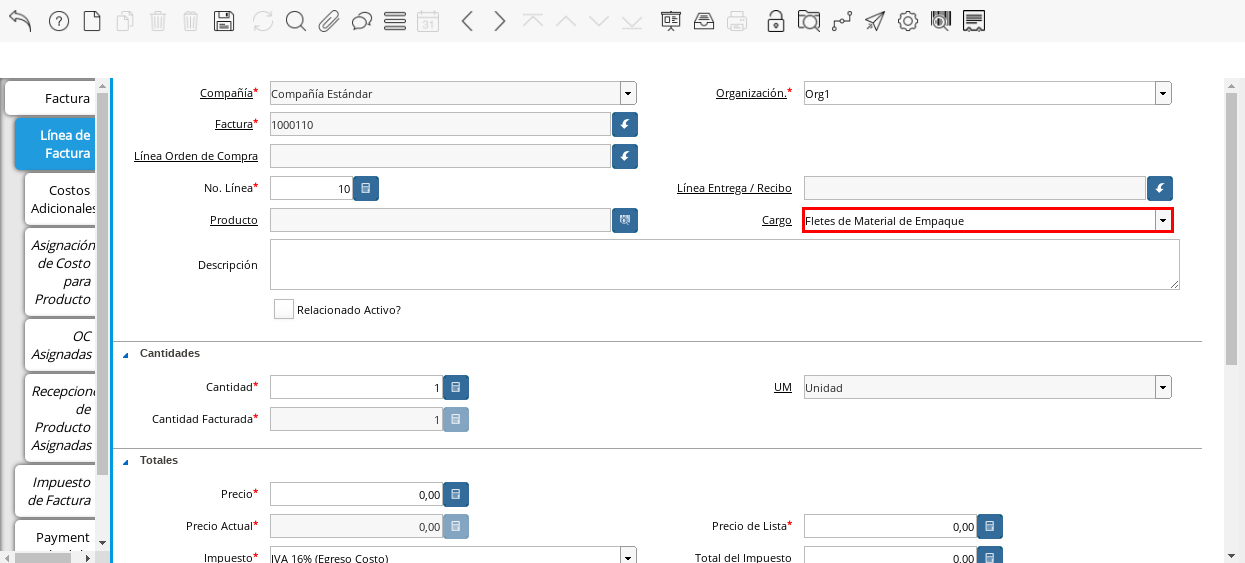 31
Factura
Línea de
Factura
Costos
Adicionales
Asignación
de Costo
para
Producto
OC
Asignadas
de
Producto
Asignadas
Impuesto
de Factura
Payment
Compañía* Compañía Estándar Organización.* Org1
Factura* 1000110
Línea Orden de Compra
No. Línea* 10 Línea Entrega / Recibo
Producto Cargo Fletes de Material de Empaque
Descripción
Relacionado Activo?
Cantidades
Cantidad* 1 UM Unidad
Cantidad Facturada* 1
Totales
Precio* 0,00
Precio Actual* 0,00 Precio de Lista* 0,00
Impuesto* IVA 16% (Egreso Costo) Total del Impuesto 0,00